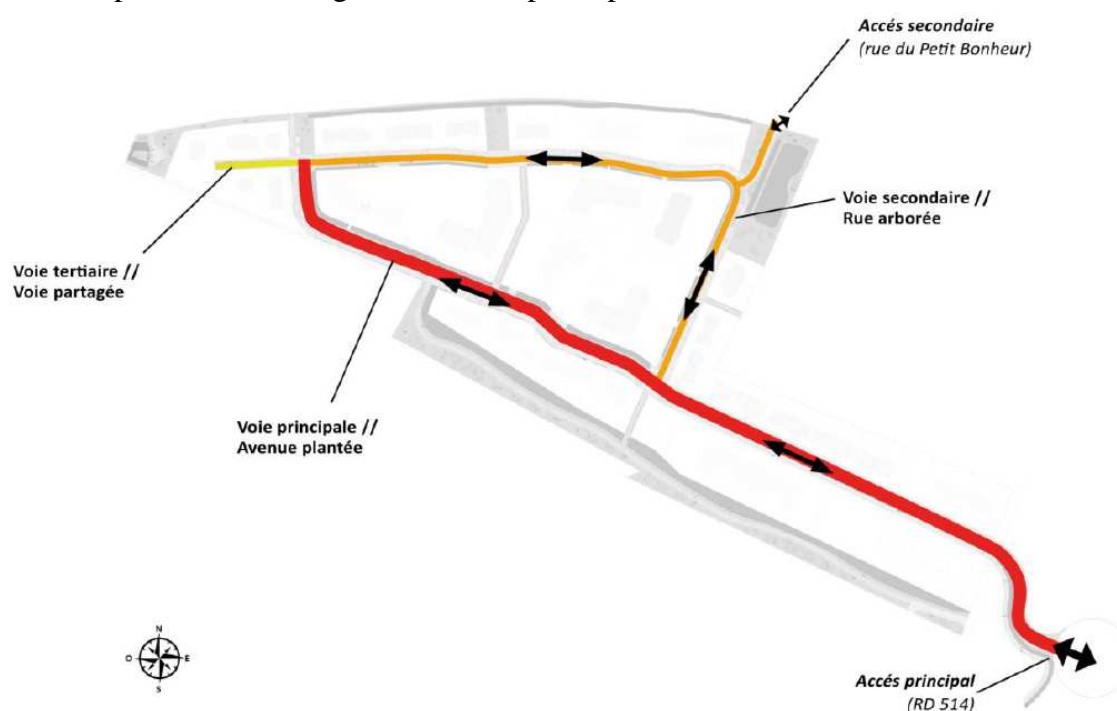 Accés secondaire
(rue du Petit Bonheur)
Voie secondaire //
Rue arborée
Voie tertiaire //
Voie partagée
Voie principale //
Avenue plantée
N
O
E
S
Accés principal
(RD 514)